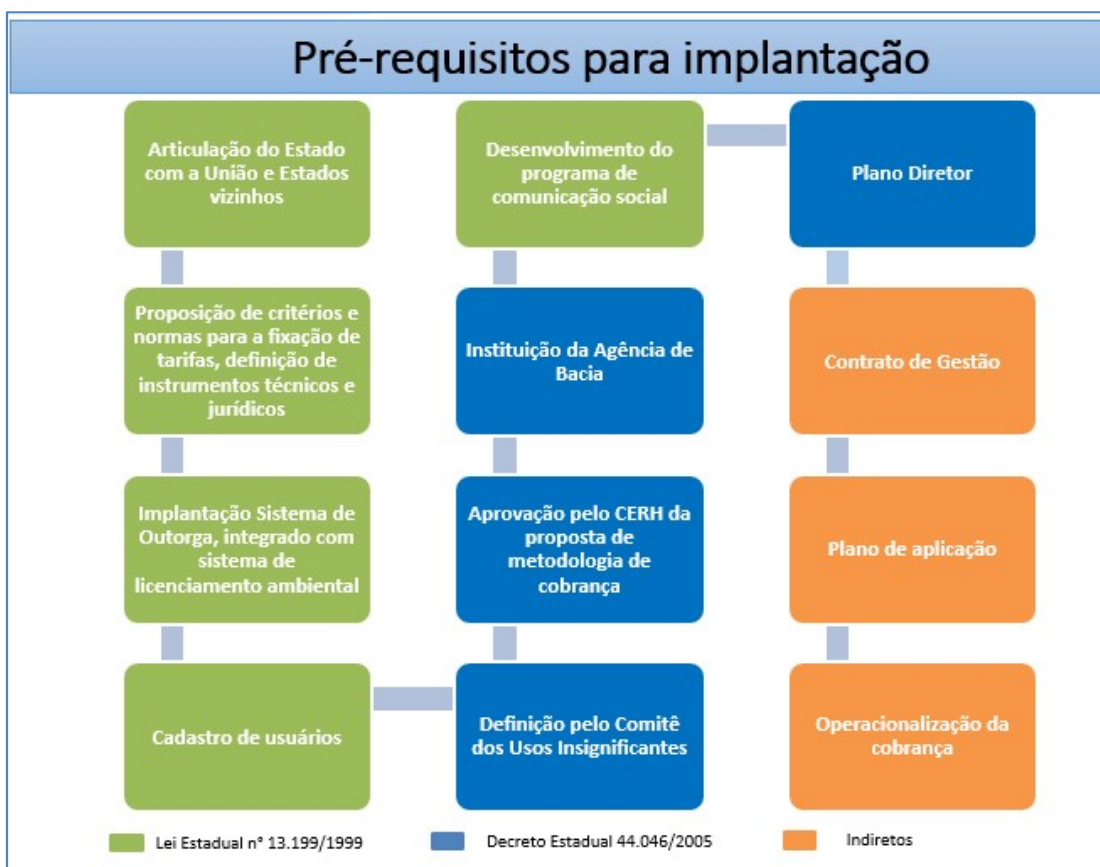 Pré-requisitos para implantação
Articulação do Estado
com a União e Estados
vizinhos
Proposição de critérios e
normas para a fixação de
tarifas, definição de
instrumentos técnicos e
jurídicos
Implantação Sistema de
Outorga, integrado com
sistema de
licenciamento ambiental
Cadastro de usuários
Definição pelo Comitê
dos Usos Insignificantes
Aprovação pelo CERH da
proposta de
metodologia de
cobrança
Instituição da Agência de
Bacia
Desenvolvimento do
programa de
comunicação social
Plano Diretor
Contrato de Gestão
Plano de aplicação
Operacionalização da
cobrança
Lei Estadual n° 13.199/1999
Decreto Estadual 44.046/2005
Indiretos